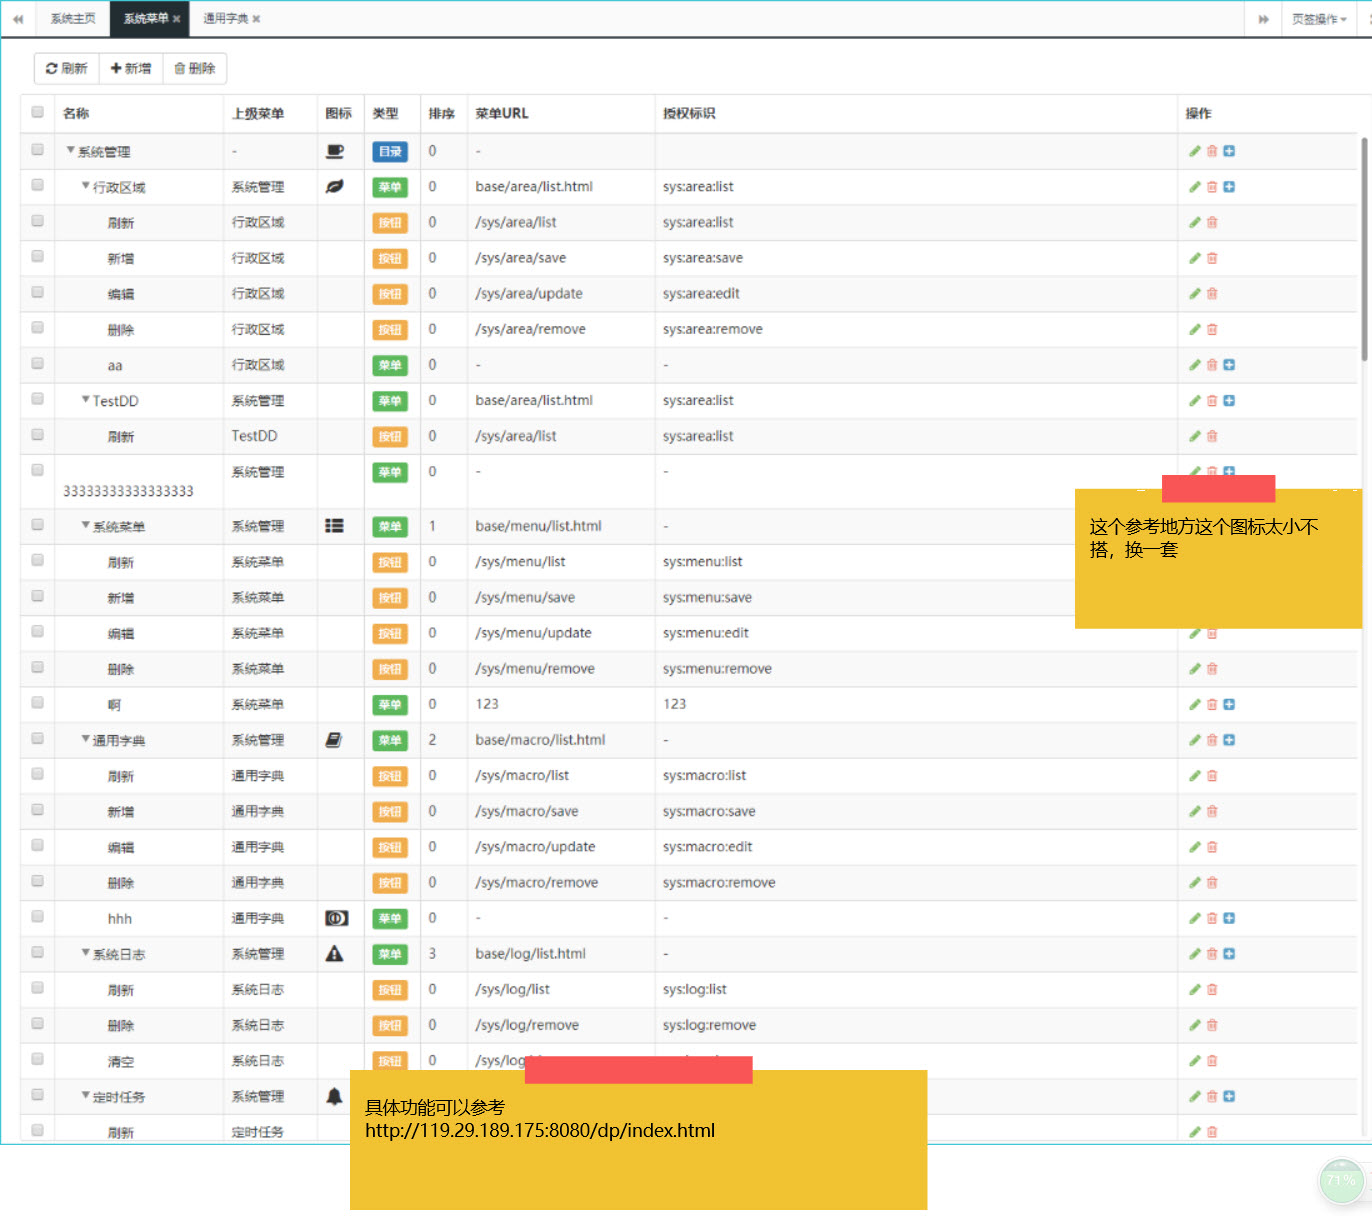 系统主页 系统菜单 通用字典 页签操作
刷新 新增 删除
名称 上级菜单 图标 类型 排序 菜单URL 授权标识 操作
系统管理 - 目录 0 -
行政区域 系统管理 菜单 0 base/area/list.html sys:area:list
刷新 行政区域 按钮 0 /sys/area/list sys:area:list
新增 行政区域 按钮 0 /sys/area/save sys:area:save
编辑 行政区域 按钮 0 /sys/area/update sys:area:edit
删除 行政区域 按钮 0 /sys/area/remove sys:area:remove
aa 行政区域 菜单 0 - -
TestDD 系统管理 菜单 0 base/area/list.html sys:area:list
刷新 TestDD 按钮 0 /sys/area/list sys:area:list
系统管理 菜单 0 - -
33333333333333333
系统菜单 系统管理 菜单 1 base/menu/list.html -
这个参考地方这个图标太小不
搭，换一套
刷新 系统菜单 按钮 0 /sys/menu/list sys:menu:list
新增 系统菜单 按钮 0 /sys/menu/save sys:menu:save
编辑 系统菜单 按钮 0 /sys/menu/update sys:menu:edit
删除 系统菜单 按钮 0 /sys/menu/remove sys:menu:remove
啊 系统菜单 菜单 0 123 123
通用字典 系统管理 菜单 2 base/macro/list.html -
刷新 通用字典 按钮 0 /sys/macro/list sys:macro:list
新增 通用字典 按钮 0 /sys/macro/save sys:macro:save
编辑 通用字典 按钮 0 /sys/macro/update sys:macro:edit
删除 通用字典 按钮 0 /sys/macro/remove sys:macro:remove
hhh 通用字典 菜单 0 - -
系统日志 系统管理 菜单 3 base/log/list.html -
刷新 系统日志 按钮 0 /sys/log/list sys:log:list
删除 系统日志 按钮 0 /sys/log/remove sys:log:remove
清空 系统日志 按钮 0 /sys/log
定时任务 系统管理
刷新 定时任务
具体功能可以参考
http://119.29.189.175:8080/dp/index.html
71%